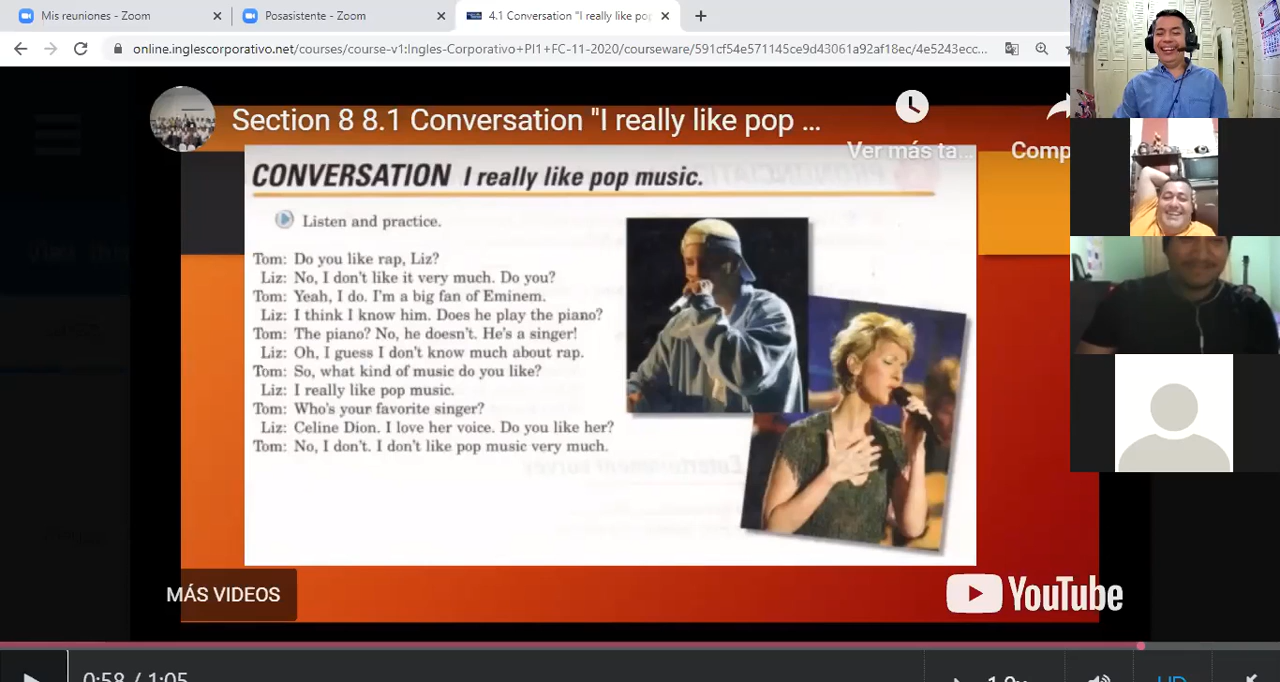 Mis reuniones - Zoom
Posasistente - Zoom
4.1 Conversation "I really like po
online.inglescorporativo.net/courses/course-v1:Ingles-Corporativo+PI1+FC-11-2020/courseware/591cf54e571145ce9d43061a92af18ec/4e5243ecc...
Section 8 8.1 Conversation "I really like pop ...
Ver más ta...
Comp
CONVERSATION I really like pop music.
Listen and practice.
Tom: Do you like rap, Liz?
Liz: No, I don't like it very much. Do you?
Tom: Yeah, I do. I'm a big fan of Eminem.
Liz: I think I know him. Does he play the piano?
Tom: The piano? No, he doesn't. He's a singer!
Liz: Oh, I guess I don't know much about rap.
Tom: So, what kind of music do you like?
Liz: I really like pop music.
Tom: Who's your favorite singer?
Liz: Celine Dion. I love her voice. Do you like her?
Tom: No, I don't. I don't like pop music very much.
MÁS VIDEOS
YouTube
0:58 / 1:05
1.0x
HD